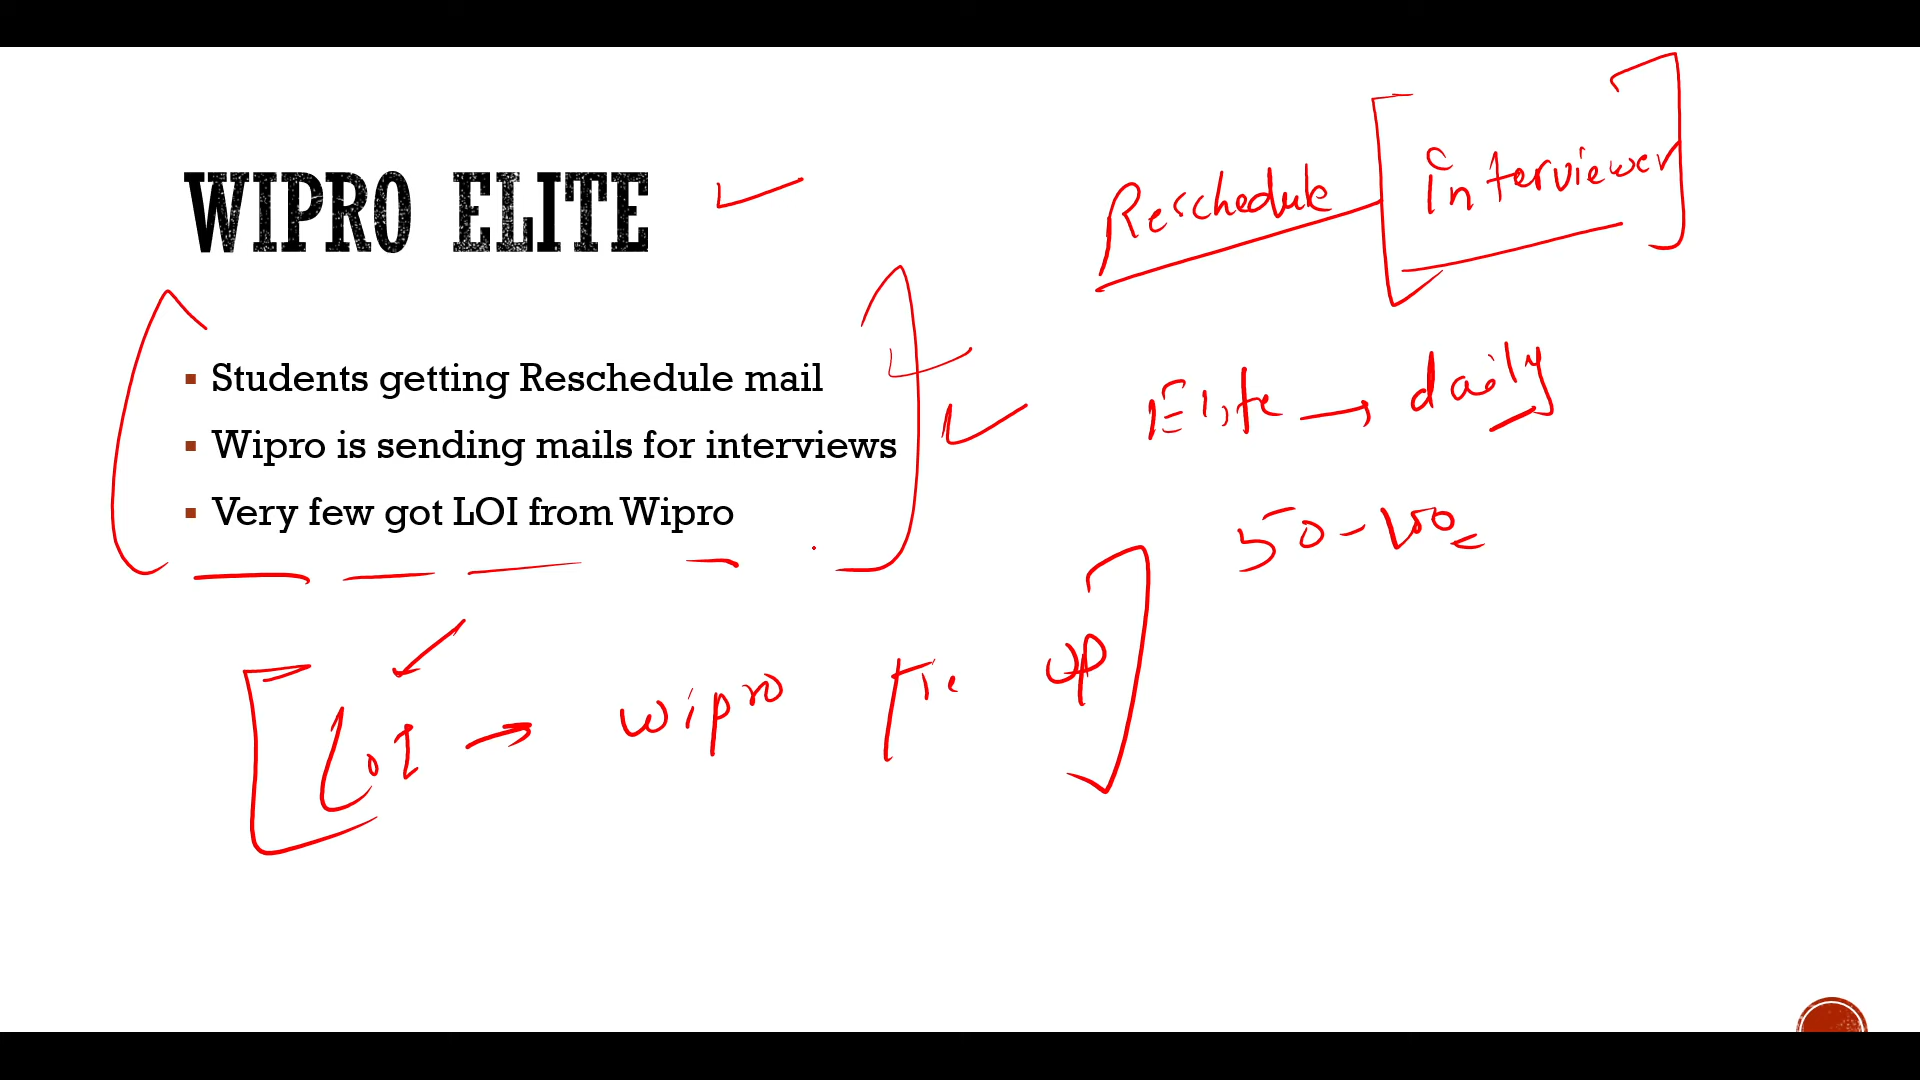 WIPRO ELITE
Students getting Reschedule mail
Wipro is sending mails for interviews
Very few got LOI from Wipro
Reschedule interviewer
Elite → daily
50-100
LOI → wipro tie up